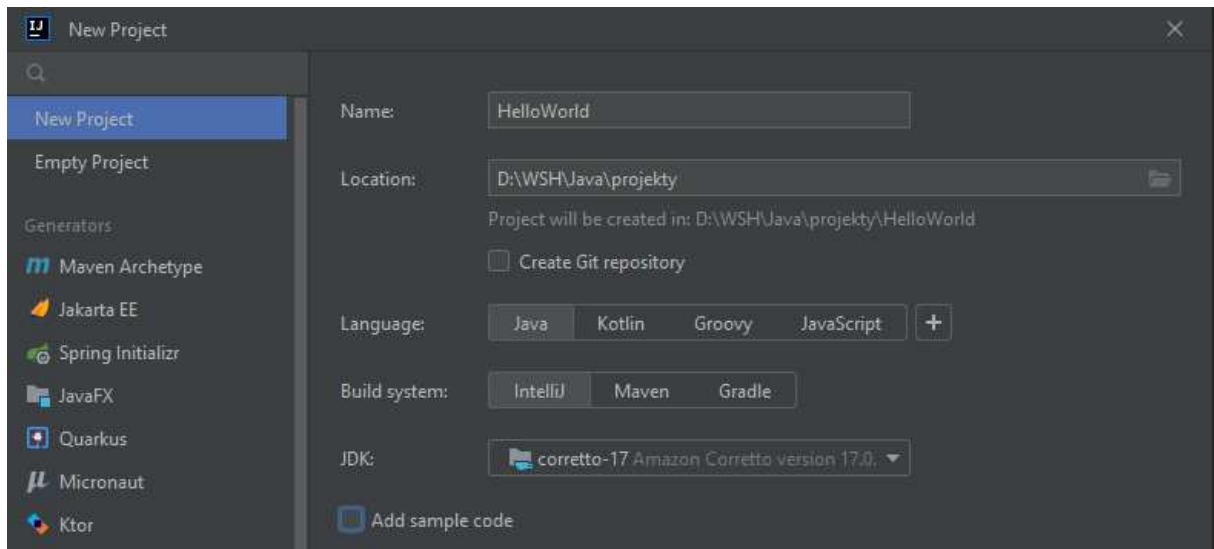 New Project
New Project
Empty Project
Generators
Maven Archetype
Jakarta EE
Spring Initializr
JavaFX
Quarkus
Micronaut
Ktor
Name: HelloWorld
Location: D:\WSH\Java\projekty
Project will be created in: D:\WSH\Java\projekty\HelloWorld
Create Git repository
Language: Java Kotlin Groovy JavaScript +
Build system: IntelliJ Maven Gradle
JDK: corretto-17 Amazon Corretto version 17.0.
Add sample code